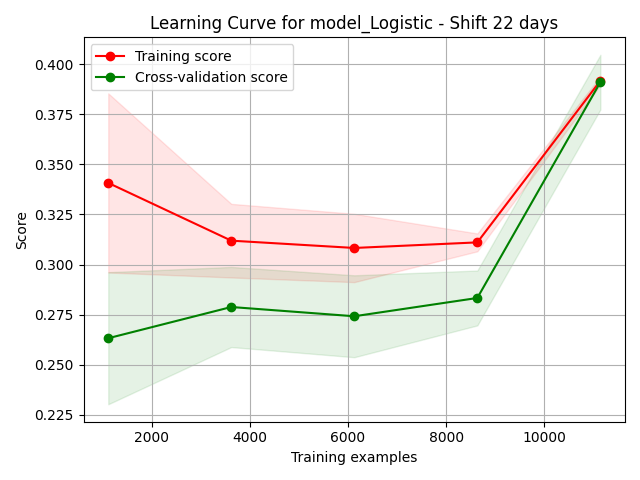 Learning Curve for model_Logistic - Shift 22 days
Training score
Cross-validation score
0.400
0.375
0.350
0.325
0.300
0.275
0.250
0.225
Score
2000 4000 6000 8000 10000
Training examples